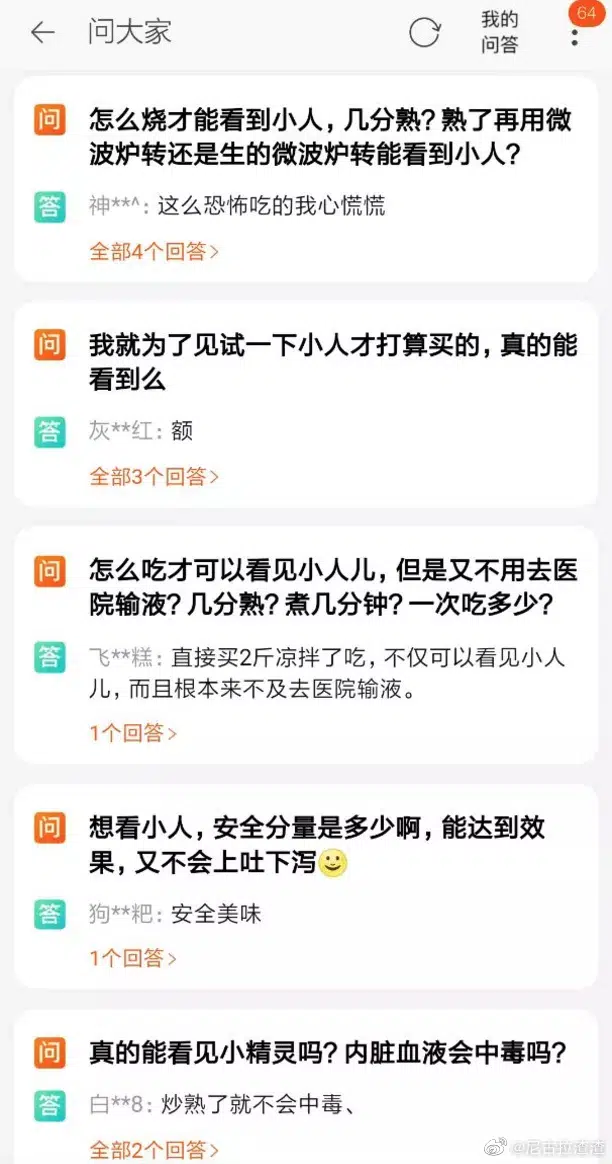 问大家
我的
问答
64
问
怎么烧才能看到小人，几分熟？熟了再用微
波炉转还是生的微波炉转能看到小人？
答
神***^：这么恐怖吃的我心慌慌
全部4个回答>
问
我就为了见试一下小人才打算买的，真的能
看到么
答
灰**红：额
全部3个回答>
问
怎么吃才可以看见小人儿，但是又不用去医
院输液？几分熟？煮几分钟？一次吃多少？
答
飞**糕：直接买2斤凉拌了吃，不仅可以看见小人
儿，而且根本来不及去医院输液。
1个回答>
问
想看小人，安全分量是多少啊，能达到效
果，又不会上吐下泻🙂
答
狗**粑：安全美味
1个回答>
问
真的能看见小精灵吗？内脏血液会中毒吗？
答
白**8：炒熟了就不会中毒、
全部2个回答>
@尼古拉渣渣